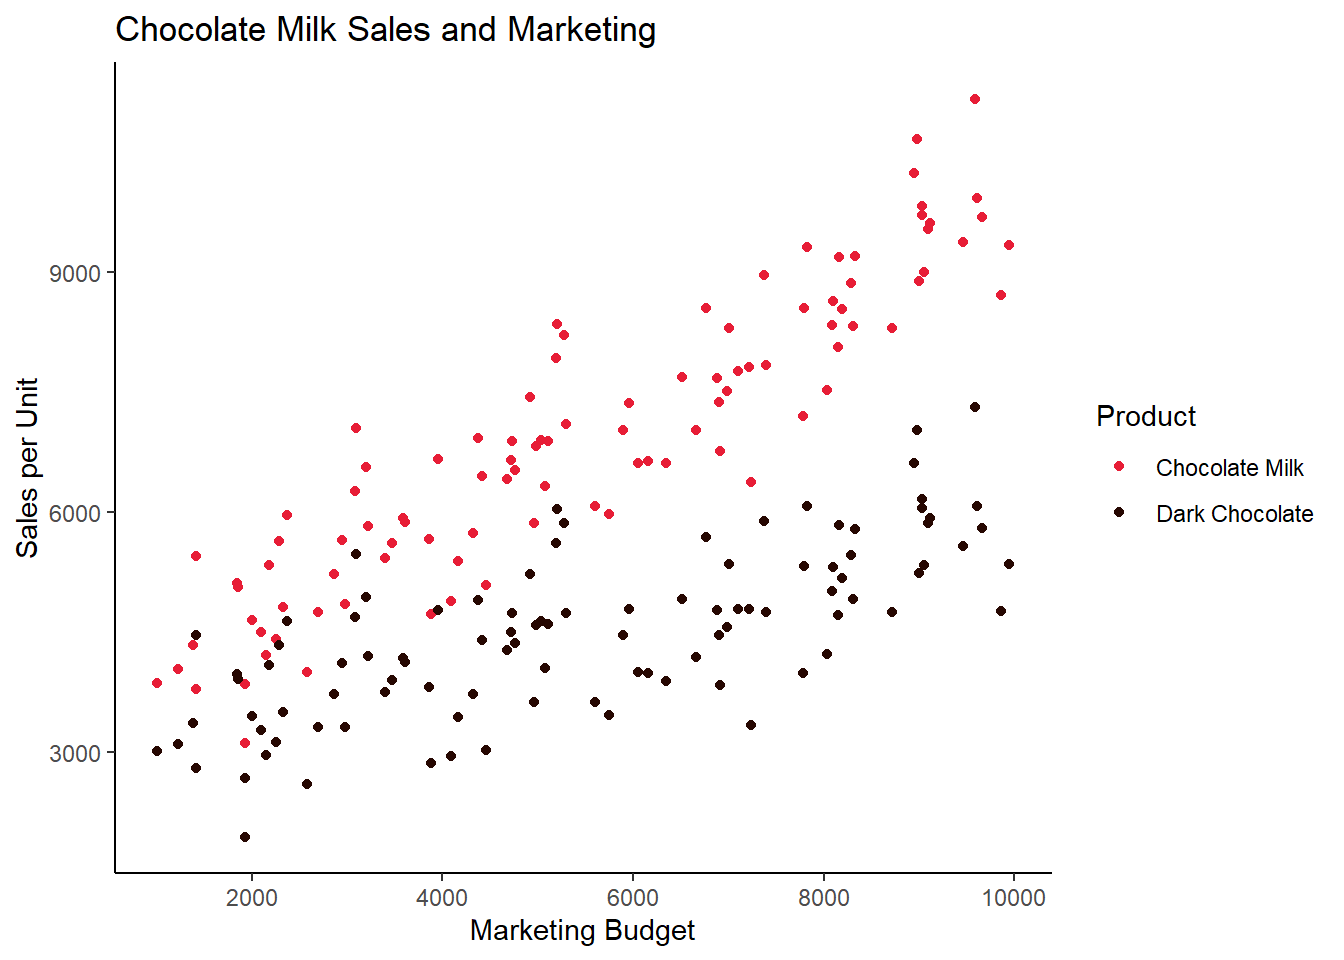 Chocolate Milk Sales and Marketing
9000
6000
3000
Sales per Unit
2000 4000 6000 8000 10000
Marketing Budget
Product
Chocolate Milk
Dark Chocolate